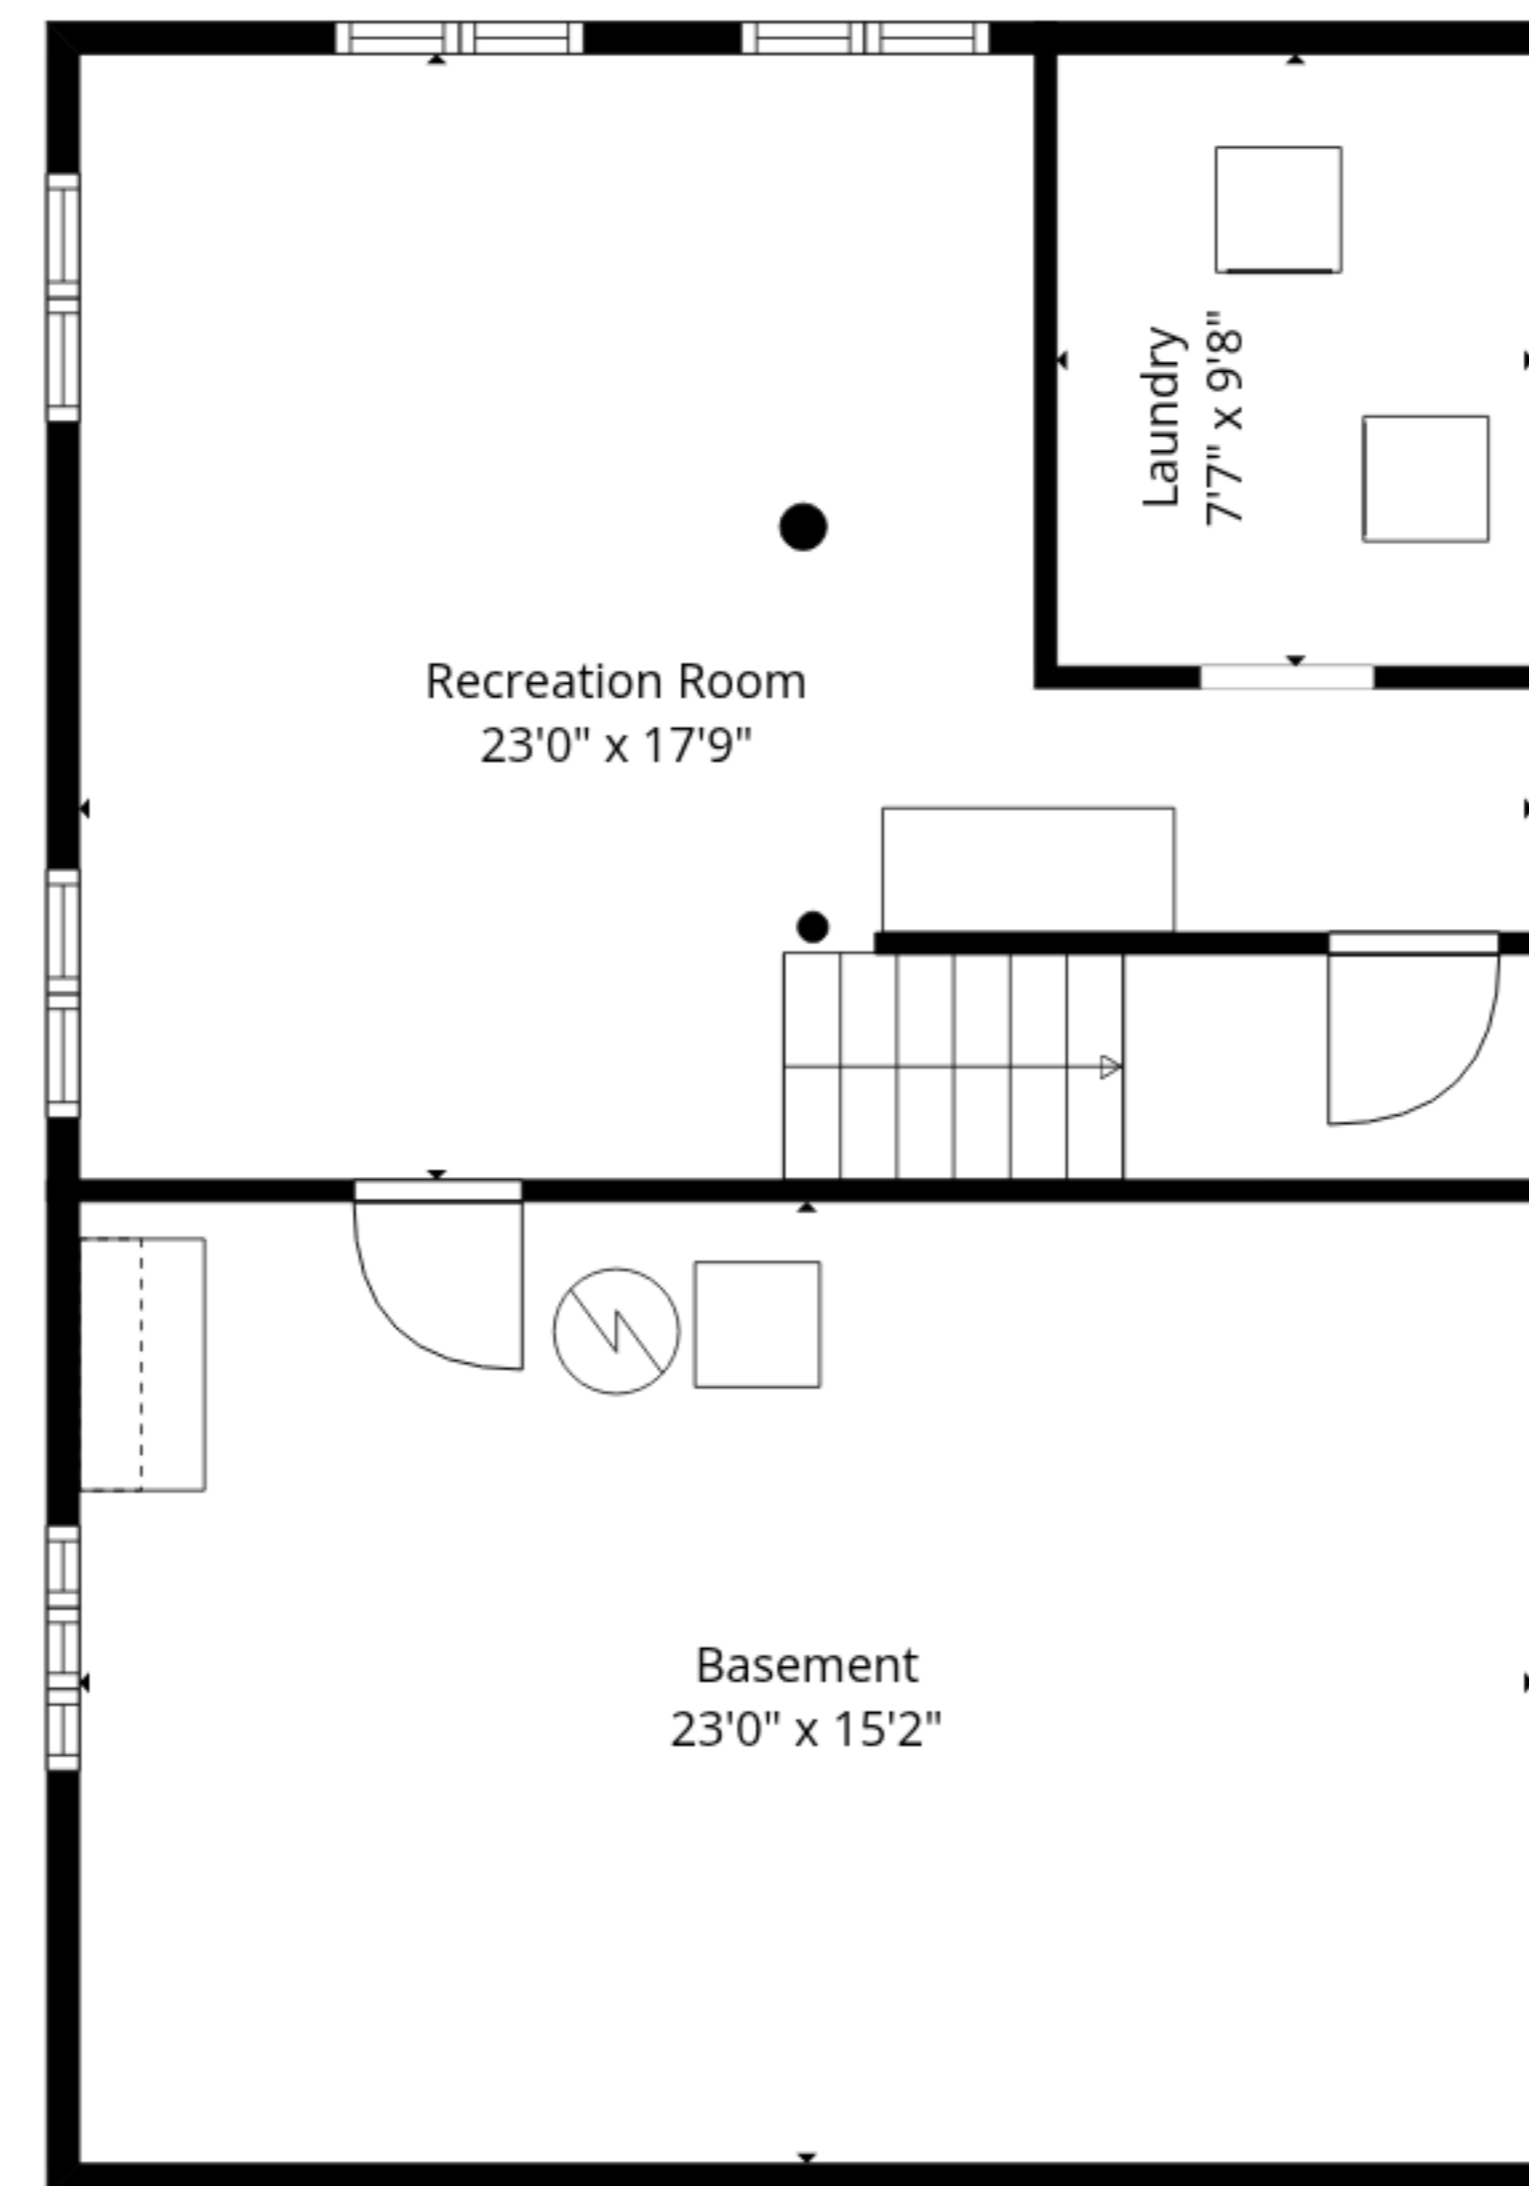 Laundry
7'7" x 9'8"
Recreation Room
23'0" x 17'9"
Basement
23'0" x 15'2"